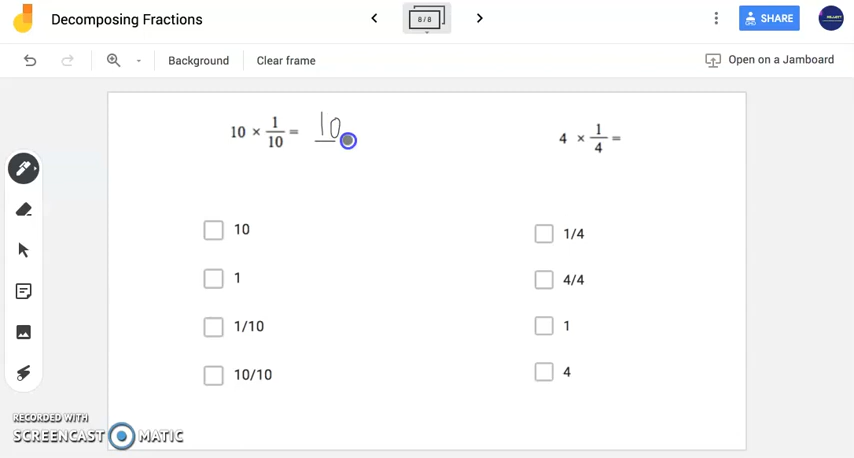 Decomposing Fractions
8/8
SHARE
Background
Clear frame
Open on a Jamboard
10 × 1/10 = 10
4 × 1/4 =
10
1
1/10
10/10
1/4
4/4
1
4
RECORDED WITH
SCREENCAST MATIC